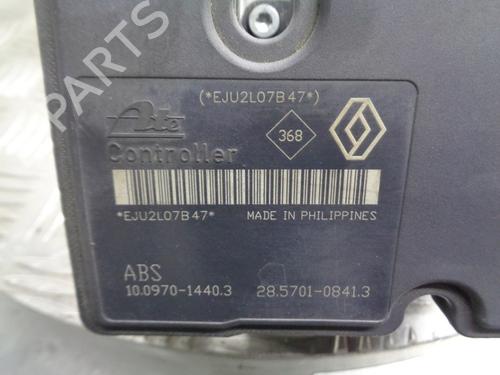 PARTS
(*EJU2L07B47*)
Ate
368
Controller
*EJU2L07B47* MADE IN PHILIPPINES
ABS
10.0970-1440.3 28.5701-0841.3